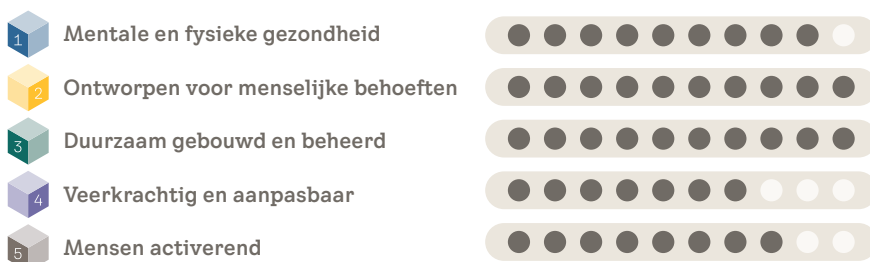 1 Mentale en fysieke gezondheid
2 Ontworpen voor menselijke behoeften
3 Duurzaam gebouwd en beheerd
4 Veerkrachtig en aanpasbaar
5 Mensen activerend